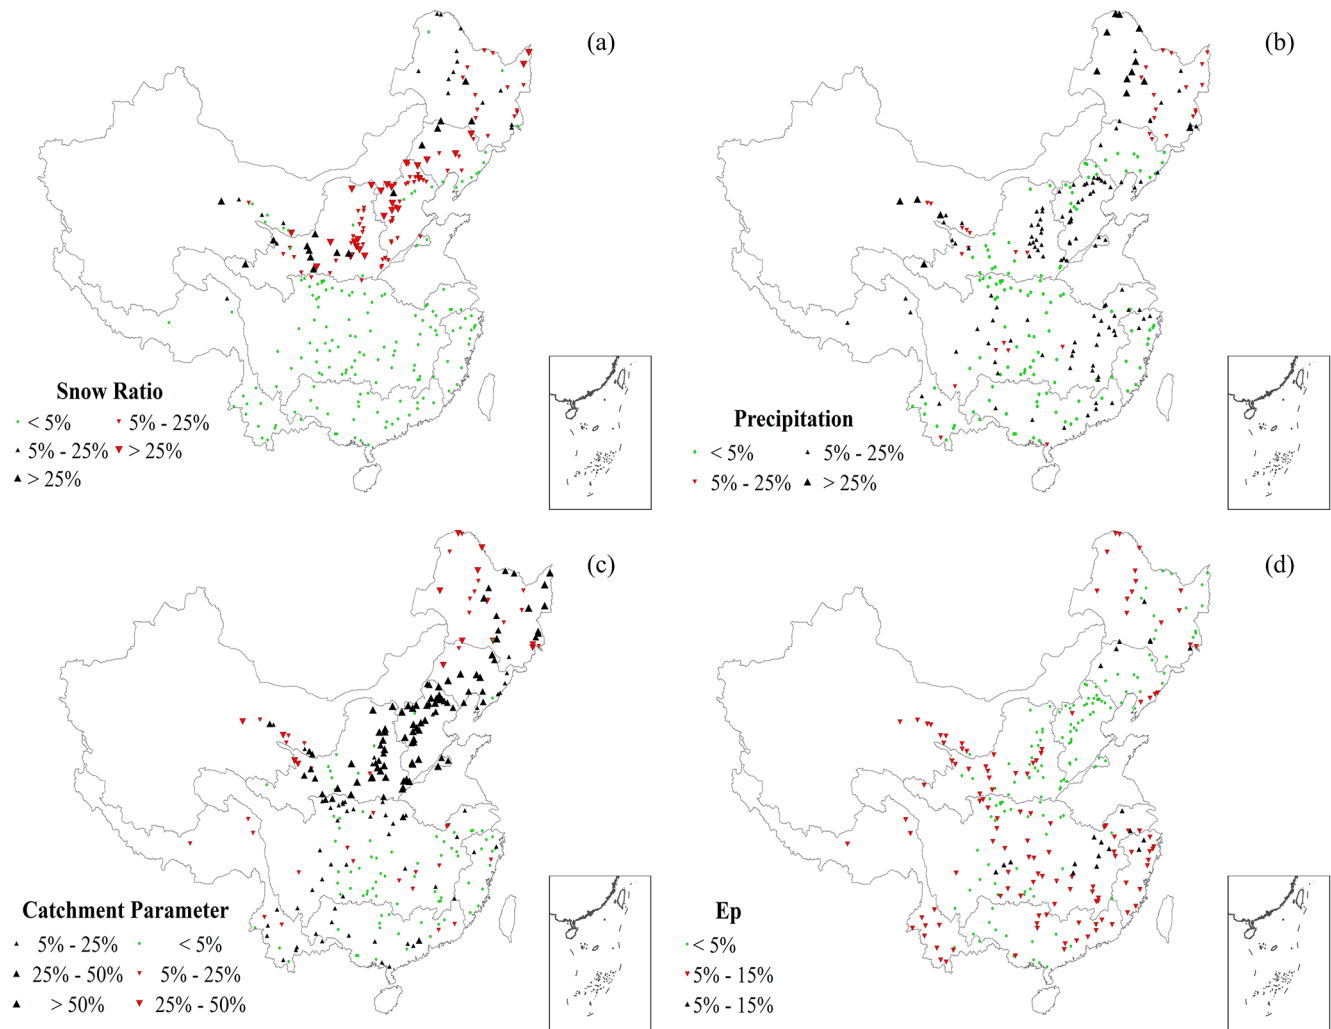 (a)
Snow Ratio
< 5% 5% - 25%
5% - 25% > 25%
> 25%
(b)
Precipitation
< 5% 5% - 25%
5% - 25% > 25%
(c)
Catchment Parameter
5% - 25% < 5%
25% - 50% 5% - 25%
> 50% 25% - 50%
(d)
Ep
< 5%
5% - 15%
5% - 15%